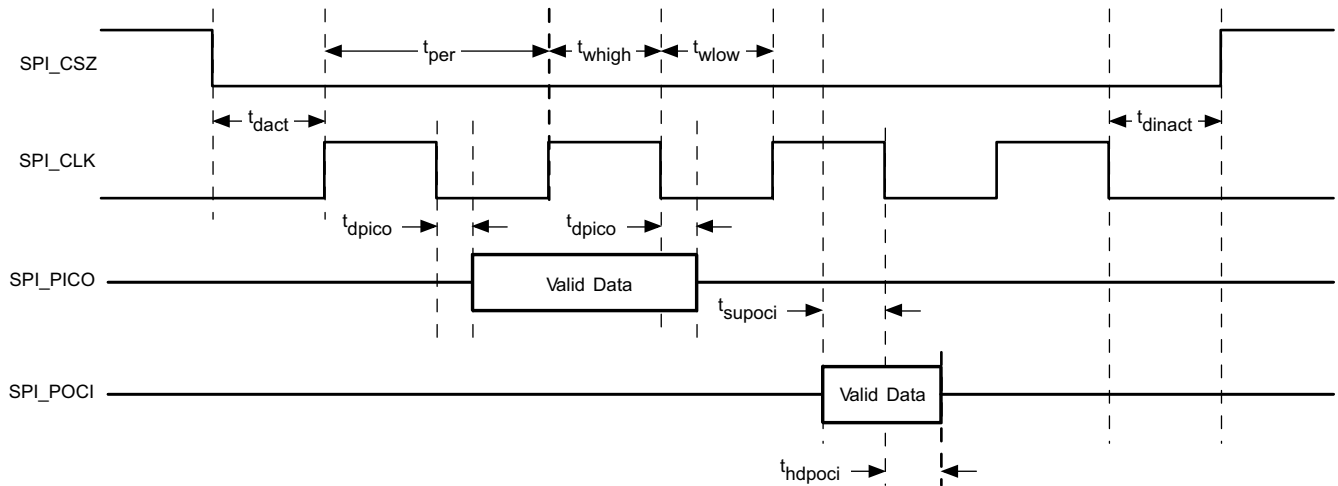 SPI_CSZ
t_per
t_whigh
t_wlow
t_dact
t_dinact
SPI_CLK
t_dpico
t_dpico
SPI_PICO
Valid Data
t_supoci
SPI_POCI
Valid Data
t_hdpoci